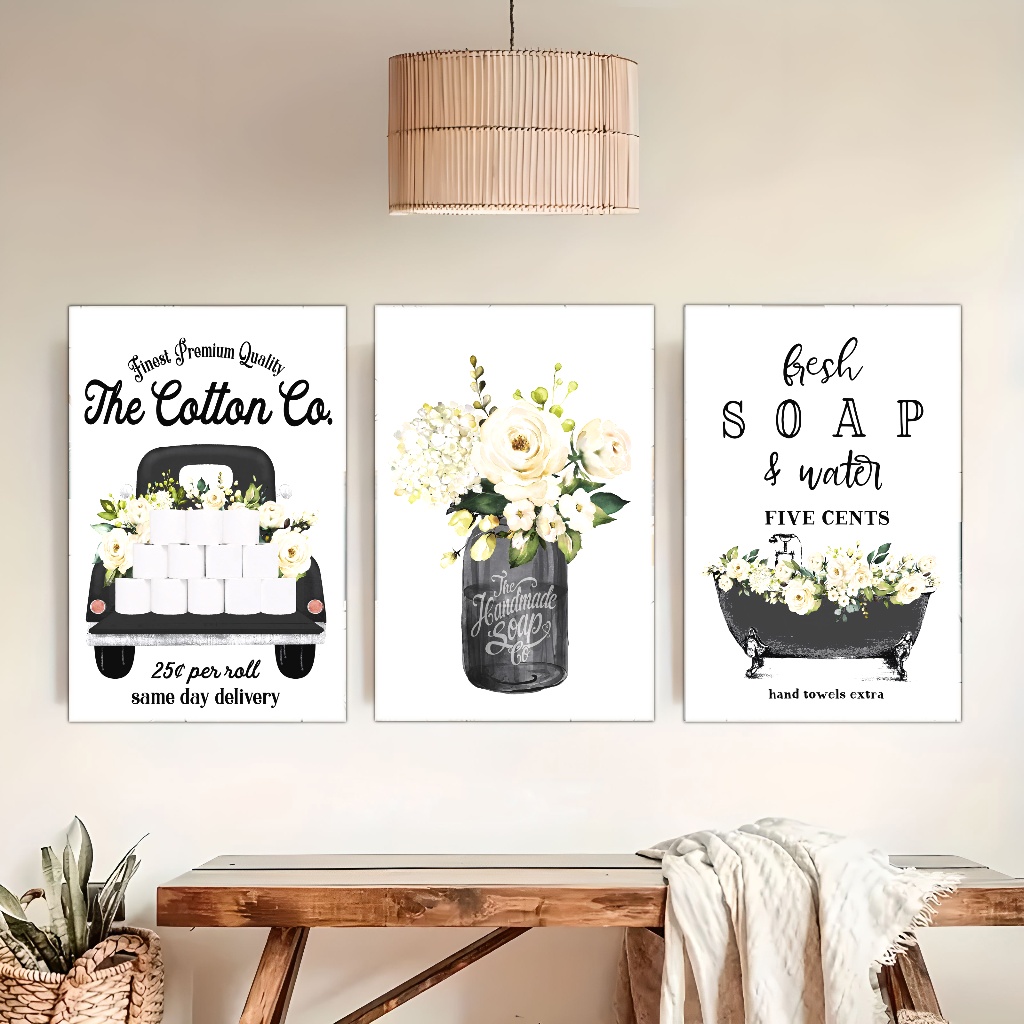 Finest Premium Quality
The Cotton Co.
25¢ per roll
same day delivery
The
Handmade
Soap
Co
fresh
SOAP
& water
FIVE CENTS
hand towels extra